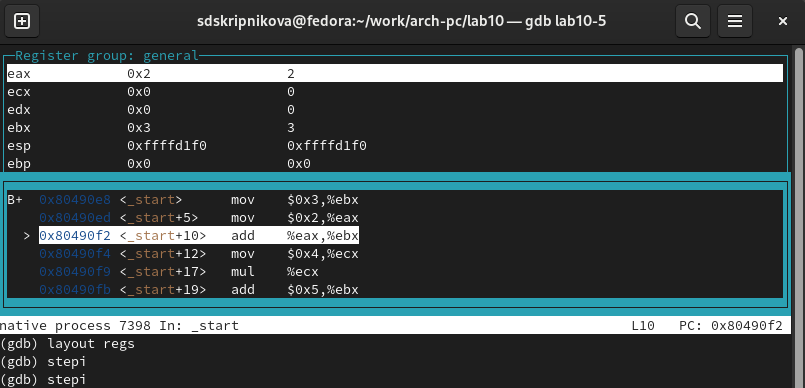 sdskripnikova@fedora:~/work/arch-pc/lab10 — gdb lab10-5
Register group: general
eax 0x2 2
ecx 0x0 0
edx 0x0 0
ebx 0x3 3
esp 0xffffd1f0 0xffffd1f0
ebp 0x0 0x0
B+ 0x80490e8 <_start> mov $0x3,%ebx
0x80490ed <_start+5> mov $0x2,%eax
> 0x80490f2 <_start+10> add %eax,%ebx
0x80490f4 <_start+12> mov $0x4,%ecx
0x80490f9 <_start+17> mul %ecx
0x80490fb <_start+19> add $0x5,%ebx
native process 7398 In: _start L10 PC: 0x80490f2
(gdb) layout regs
(gdb) stepi
(gdb) stepi